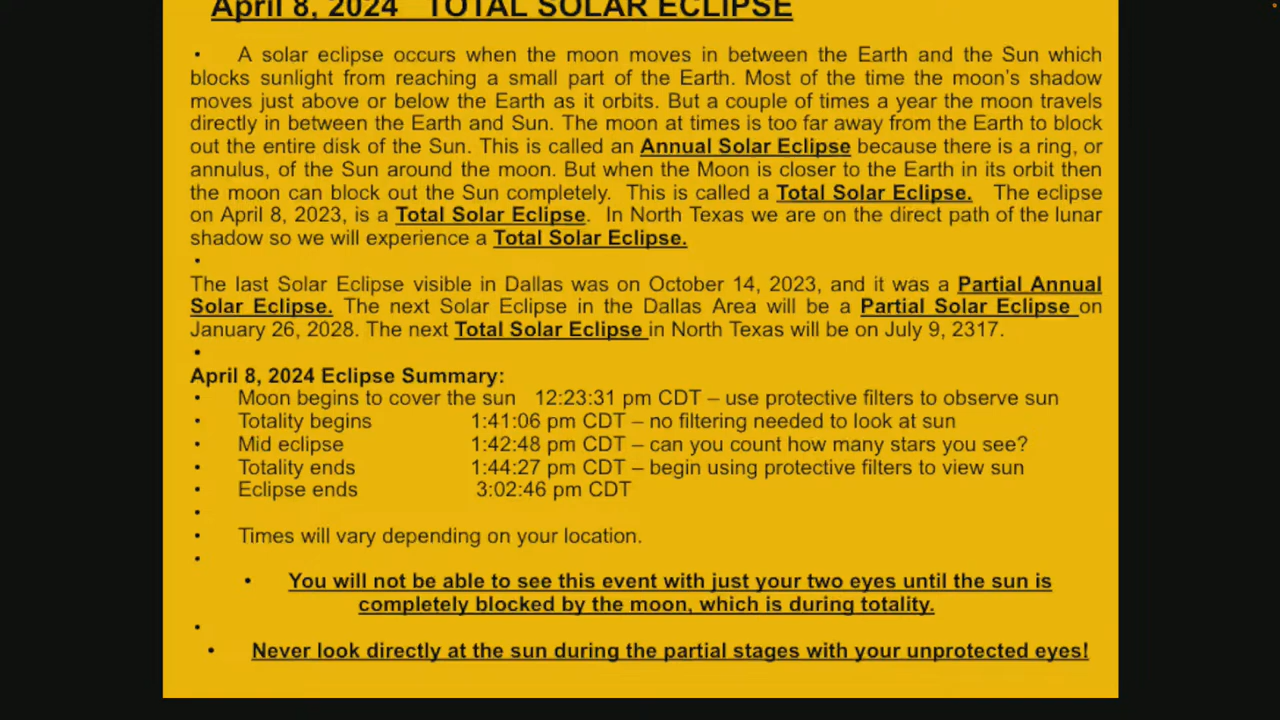 April 8, 2024 TOTAL SOLAR ECLIPSE
• A solar eclipse occurs when the moon moves in between the Earth and the Sun which
blocks sunlight from reaching a small part of the Earth. Most of the time the moon's shadow
moves just above or below the Earth as it orbits. But a couple of times a year the moon travels
directly in between the Earth and Sun. The moon at times is too far away from the Earth to block
out the entire disk of the Sun. This is called an Annual Solar Eclipse because there is a ring, or
annulus, of the Sun around the moon. But when the Moon is closer to the Earth in its orbit then
the moon can block out the Sun completely. This is called a Total Solar Eclipse. The eclipse
on April 8, 2023, is a Total Solar Eclipse. In North Texas we are on the direct path of the lunar
shadow so we will experience a Total Solar Eclipse.
•
The last Solar Eclipse visible in Dallas was on October 14, 2023, and it was a Partial Annual
Solar Eclipse. The next Solar Eclipse in the Dallas Area will be a Partial Solar Eclipse on
January 26, 2028. The next Total Solar Eclipse in North Texas will be on July 9, 2317.
•
April 8, 2024 Eclipse Summary:
• Moon begins to cover the sun 12:23:31 pm CDT – use protective filters to observe sun
• Totality begins 1:41:06 pm CDT – no filtering needed to look at sun
• Mid eclipse 1:42:48 pm CDT – can you count how many stars you see?
• Totality ends 1:44:27 pm CDT – begin using protective filters to view sun
• Eclipse ends 3:02:46 pm CDT
•
• Times will vary depending on your location.
•
• You will not be able to see this event with just your two eyes until the sun is
completely blocked by the moon, which is during totality.
•
• Never look directly at the sun during the partial stages with your unprotected eyes!